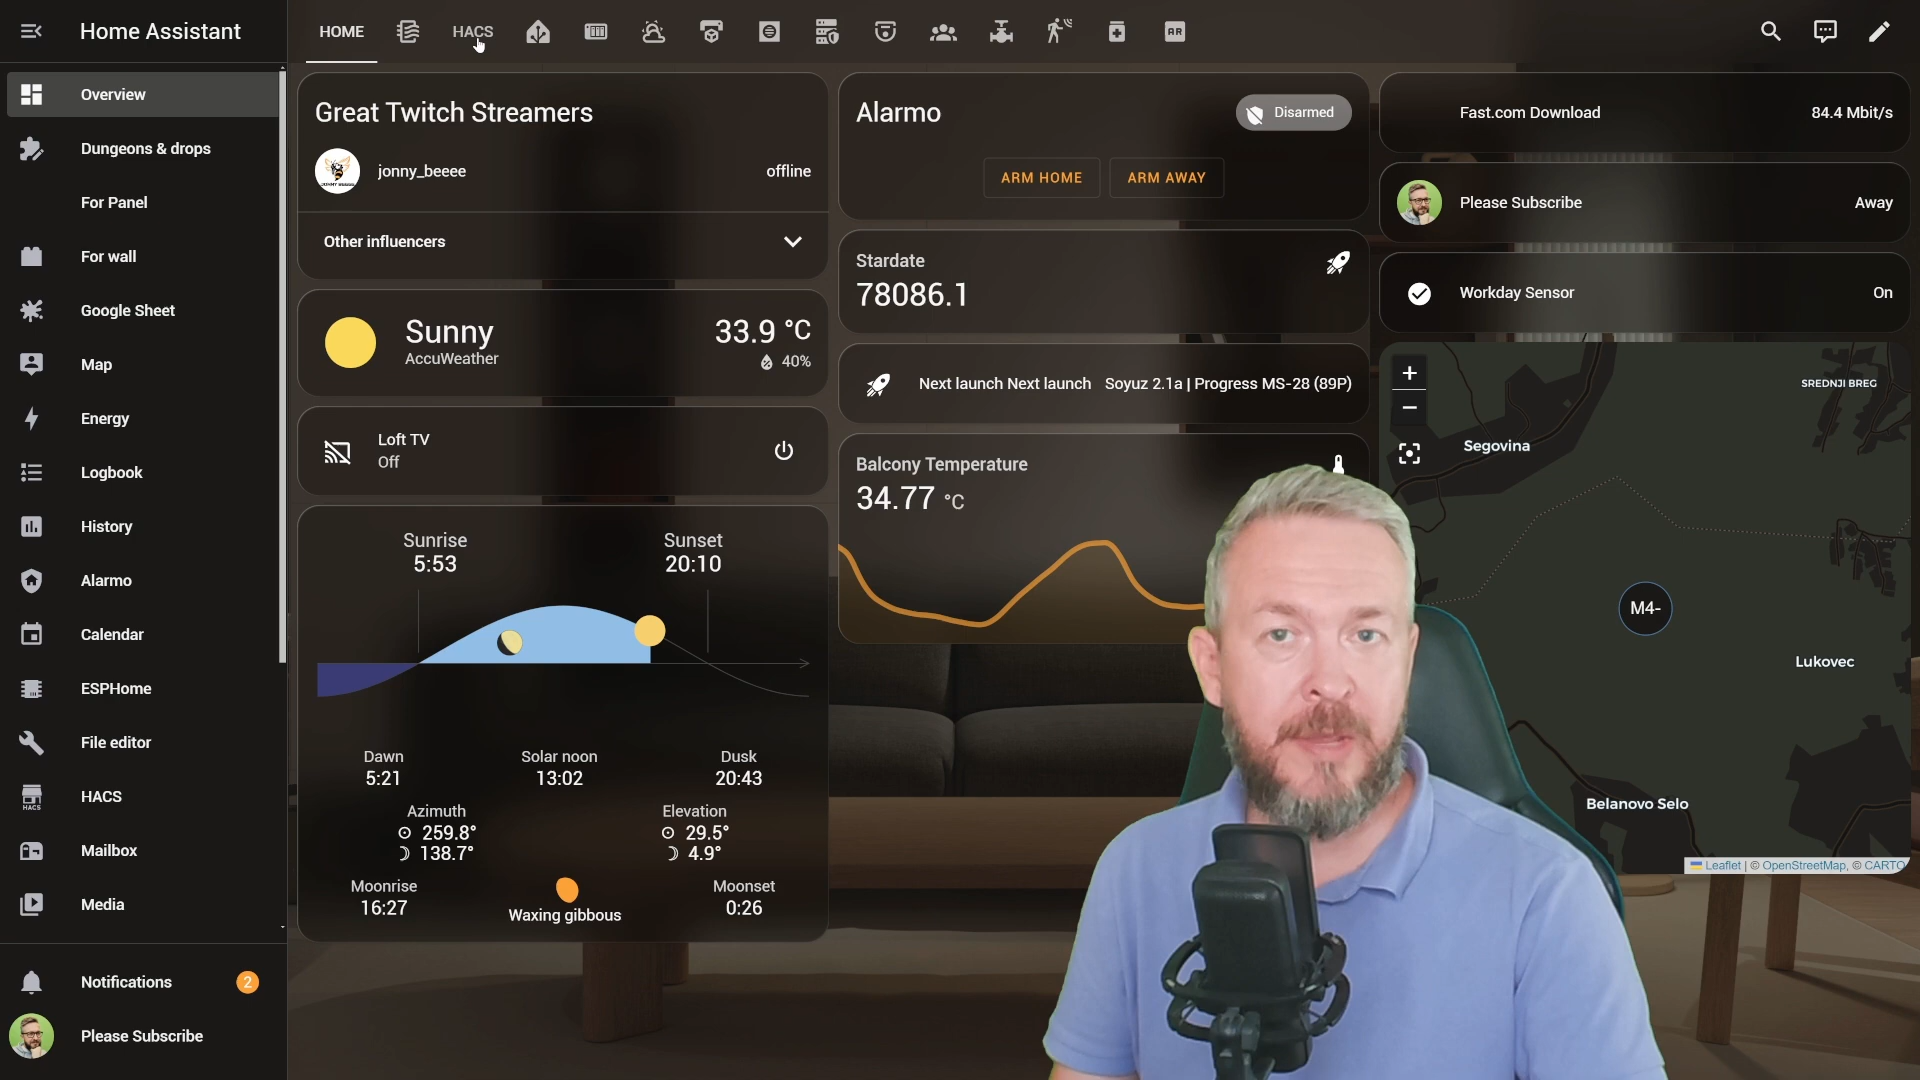 Home Assistant
HOME
HACS
AR
Overview
Dungeons & drops
For Panel
For wall
Google Sheet
Map
Energy
Logbook
History
Alarmo
Calendar
ESPHome
File editor
HACS
HACS
Mailbox
Media
Notifications
2
Please Subscribe
Great Twitch Streamers
jonny_beeee
offline
Other influencers
Sunny
33.9 °C
AccuWeather
40%
Loft TV
Off
Sunrise
Sunset
5:53
20:10
Dawn
Solar noon
Dusk
5:21
13:02
20:43
Azimuth
Elevation
259.8°
29.5°
138.7°
4.9°
Moonrise
Moonset
16:27
0:26
Waxing gibbous
Alarmo
Disarmed
ARM HOME
ARM AWAY
Stardate
78086.1
Next launch Next launch
Soyuz 2.1a | Progress MS-28 (89P)
Balcony Temperature
34.77 °C
Fast.com Download
84.4 Mbit/s
Please Subscribe
Away
Workday Sensor
On
+
−
SREDNJI BREG
Segovina
M4-
Lukovec
Belanovo Selo
Leaflet | © OpenStreetMap, © CARTO